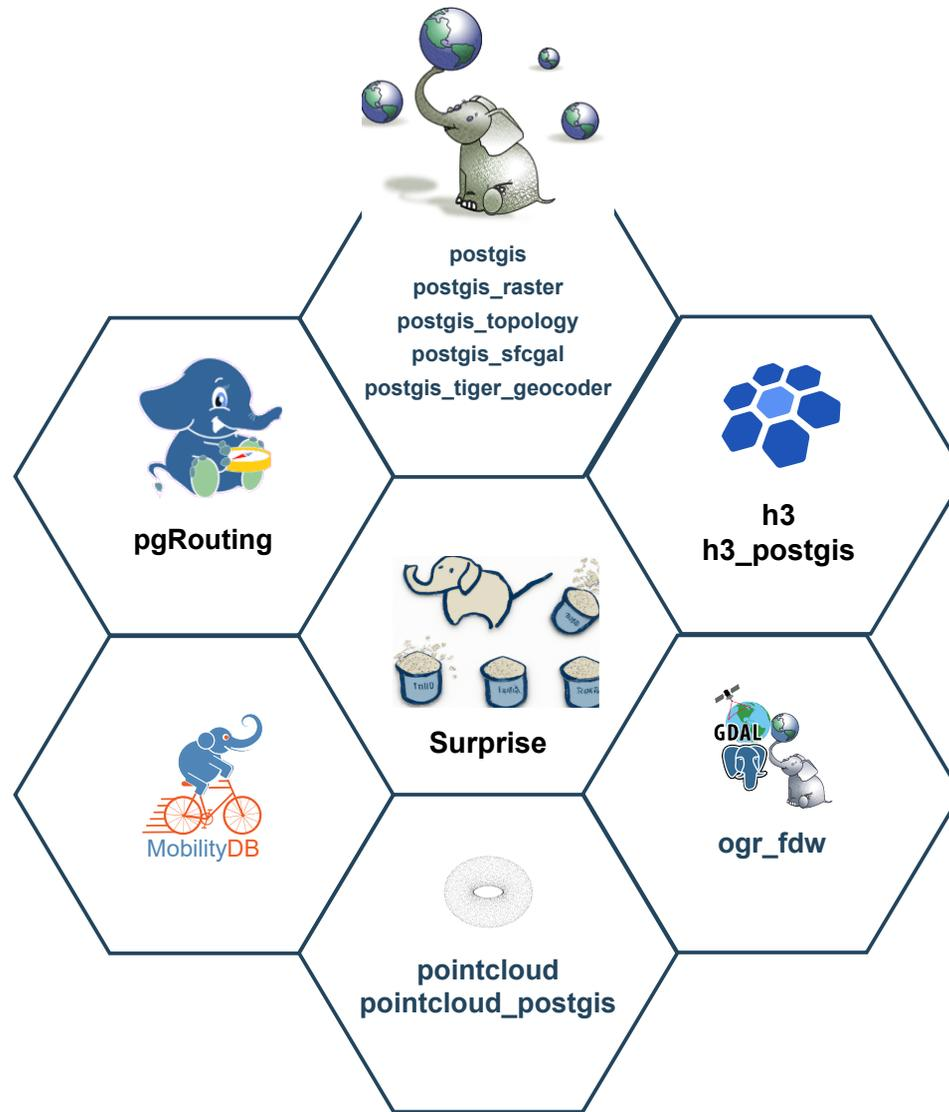 postgis
postgis_raster
postgis_topology
postgis_sfcgal
postgis_tiger_geocoder
pgRouting
h3
h3_postgis
Surprise
MobilityDB
GDAL
ogr_fdw
pointcloud
pointcloud_postgis